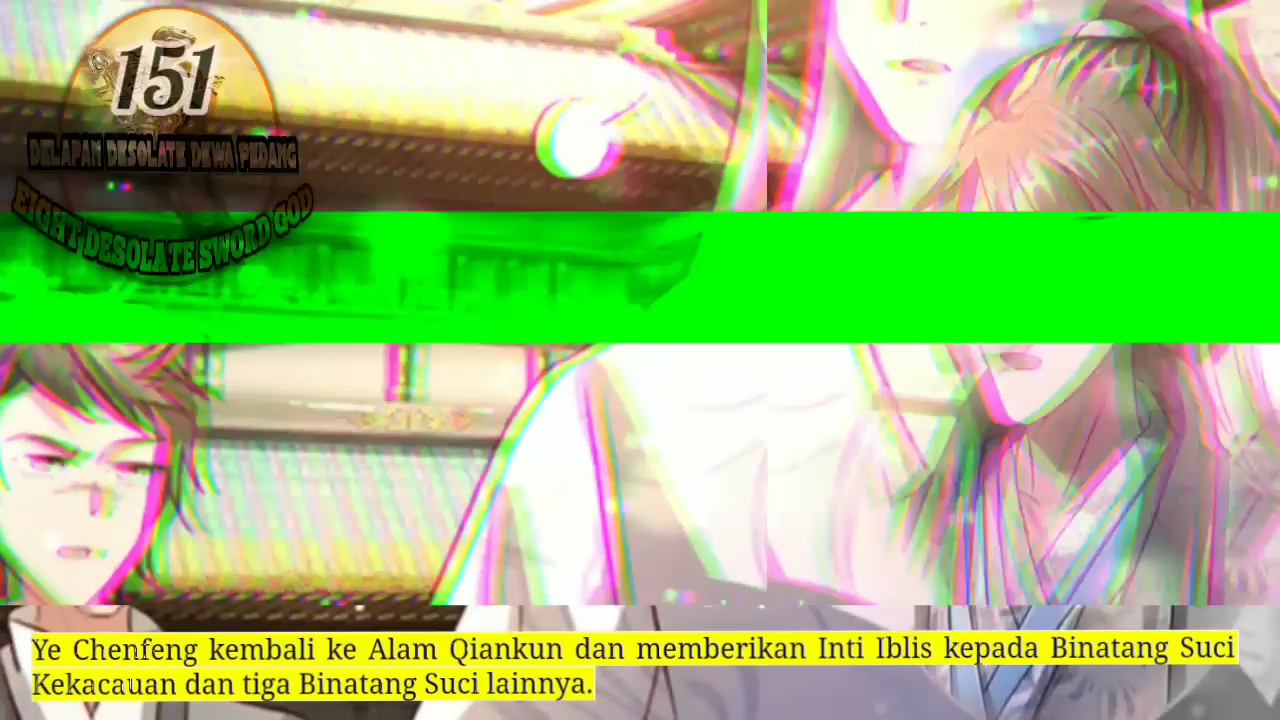 151
DELAPAN DESOLATE DEWA PEDANG
EIGHT DESOLATE SWORD GOD
Ye Chenfeng kembali ke Alam Qiankun dan memberikan Inti Iblis kepada Binatang Suci
Kekacauan dan tiga Binatang Suci lainnya.